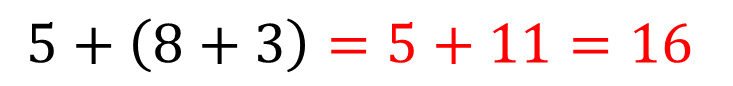 5 + (8 + 3) = 5 + 11 = 16